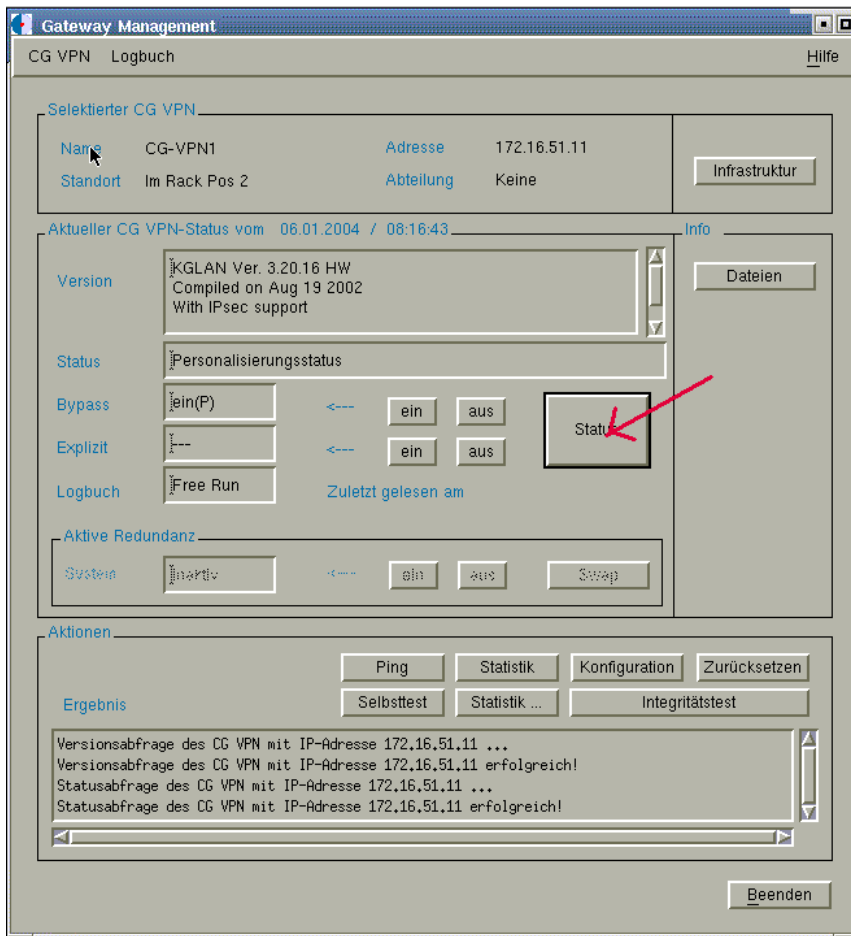 Gateway Management
CG VPN Logbuch Hilfe
Selektierter CG VPN
Name CG-VPN1 Adresse 172.16.51.11
Standort Im Rack Pos 2 Abteilung Keine
Infrastruktur
Aktueller CG VPN-Status vom 06.01.2004 / 08:16:43
Info
Version
KGLAN Ver. 3.20.16 HW
Compiled on Aug 19 2002
With IPsec support
Dateien
Status Personalisierungsstatus
Bypass ein(P) <--- ein aus
Status
Explizit --- <--- ein aus
Logbuch Free Run Zuletzt gelesen am
Aktive Redundanz
System Inaktiv <--- ein aus Swap
Aktionen
Ping Statistik Konfiguration Zurücksetzen
Ergebnis Selbsttest Statistik ... Integritätstest
Versionsabfrage des CG VPN mit IP-Adresse 172.16.51.11 ...
Versionsabfrage des CG VPN mit IP-Adresse 172.16.51.11 erfolgreich!
Statusabfrage des CG VPN mit IP-Adresse 172.16.51.11 ...
Statusabfrage des CG VPN mit IP-Adresse 172.16.51.11 erfolgreich!
Beenden